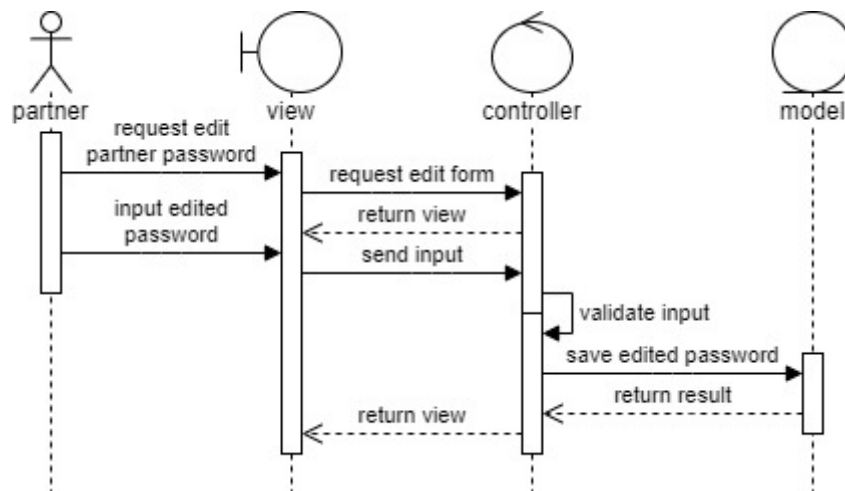 partner
view
controller
model
request edit
partner password
request edit form
return view
input edited
password
send input
validate input
save edited password
return result
return view